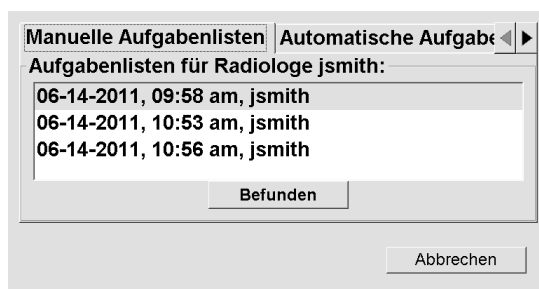 Manuelle Aufgabenlisten Automatische
Aufgabenlisten für Radiologe jsmith:
06-14-2011, 09:58 am, jsmith
06-14-2011, 10:53 am, jsmith
06-14-2011, 10:56 am, jsmith
Befunden
Abbrechen